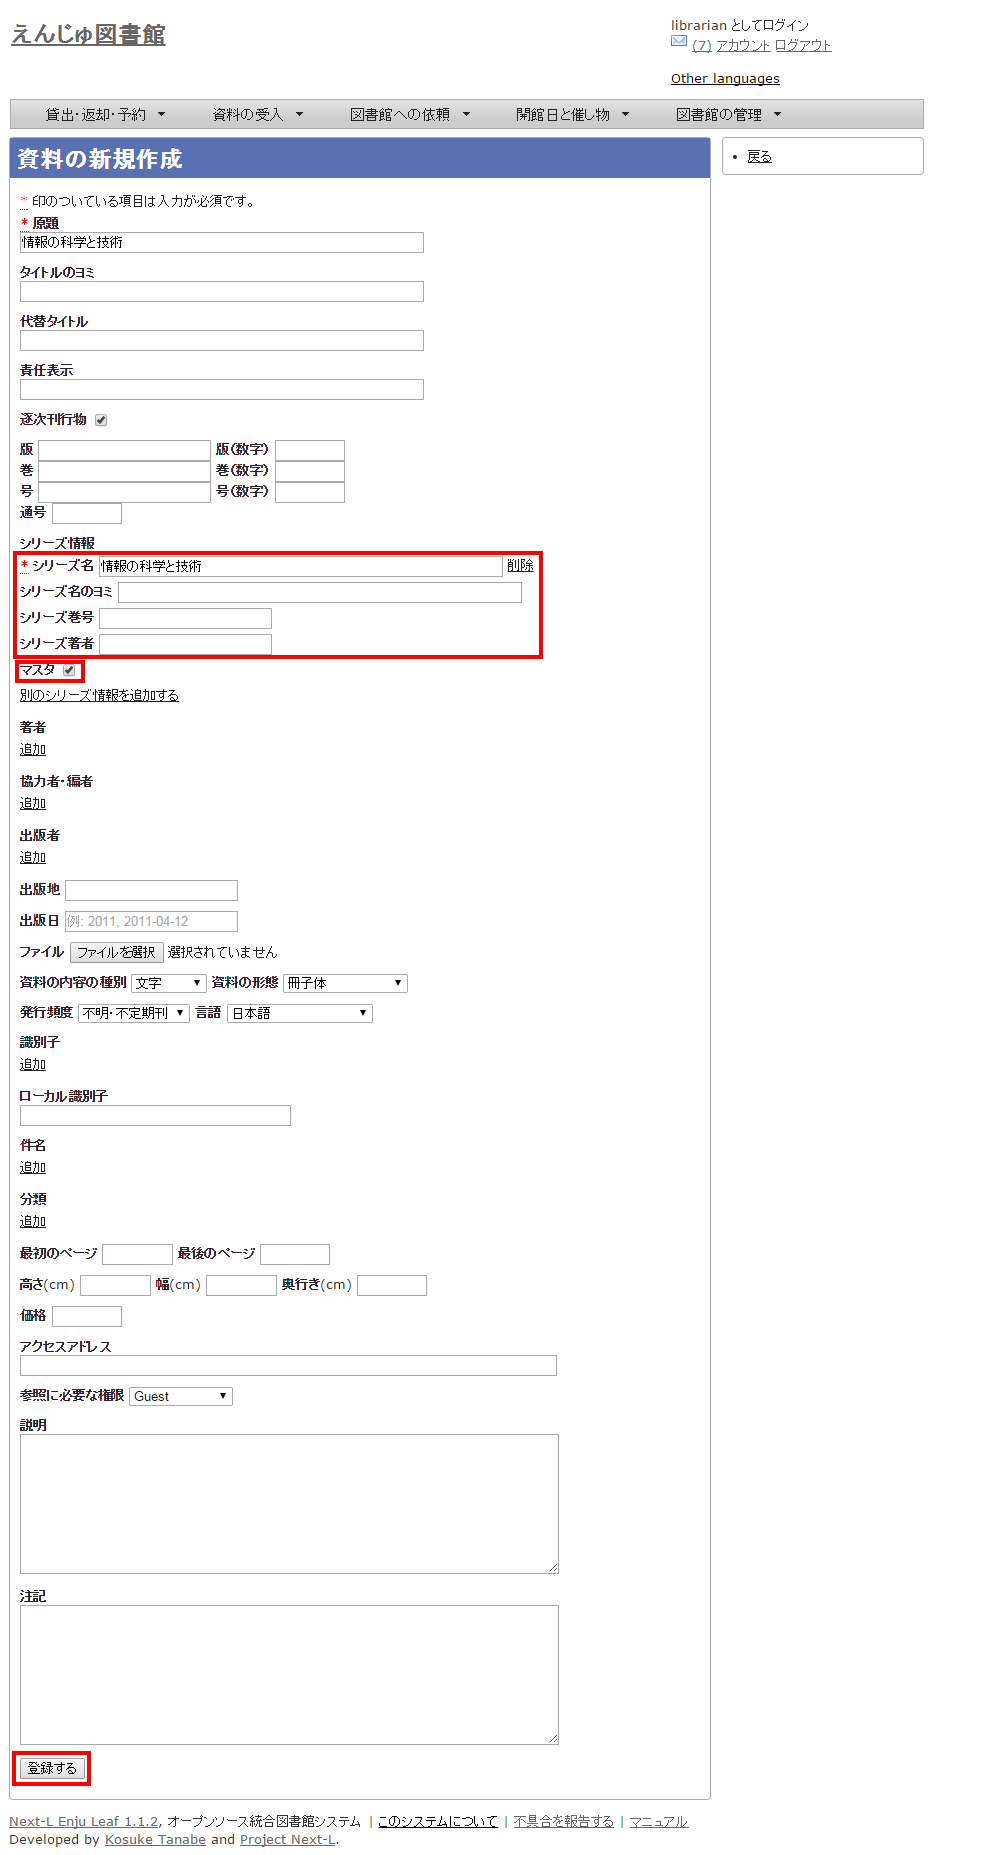 えんじゅ図書館
librarian としてログイン
(7) アカウント ログアウト
Other languages
貸出・返却・予約 ▼ 資料の受入 ▼ 図書館への依頼 ▼ 開館日と催し物 ▼ 図書館の管理 ▼
資料の新規作成
• 戻る
* 印のついている項目は入力が必須です。
* 原題
情報の科学と技術
タイトルのヨミ
代替タイトル
責任表示
逐次刊行物
版 版(数字)
巻 巻(数字)
号 号(数字)
通号
シリーズ情報
* シリーズ名 情報の科学と技術 削除
シリーズ名のヨミ
シリーズ巻号
シリーズ著者
マスタ
別のシリーズ情報を追加する
著者
追加
協力者・編者
追加
出版者
追加
出版地
出版日 例: 2011, 2011-04-12
ファイル ファイルを選択 選択されていません
資料の内容の種別 文字 ▼ 資料の形態 冊子体 ▼
発行頻度 不明・不定期刊 ▼ 言語 日本語 ▼
識別子
追加
ローカル識別子
件名
追加
分類
追加
最初のページ 最後のページ
高さ(cm) 幅(cm) 奥行き(cm)
価格
アクセスアドレス
参照に必要な権限 Guest ▼
説明
注記
登録する
Next-L Enju Leaf 1.1.2, オープンソース統合図書館システム | このシステムについて | 不具合を報告する | マニュアル
Developed by Kosuke Tanabe and Project Next-L.